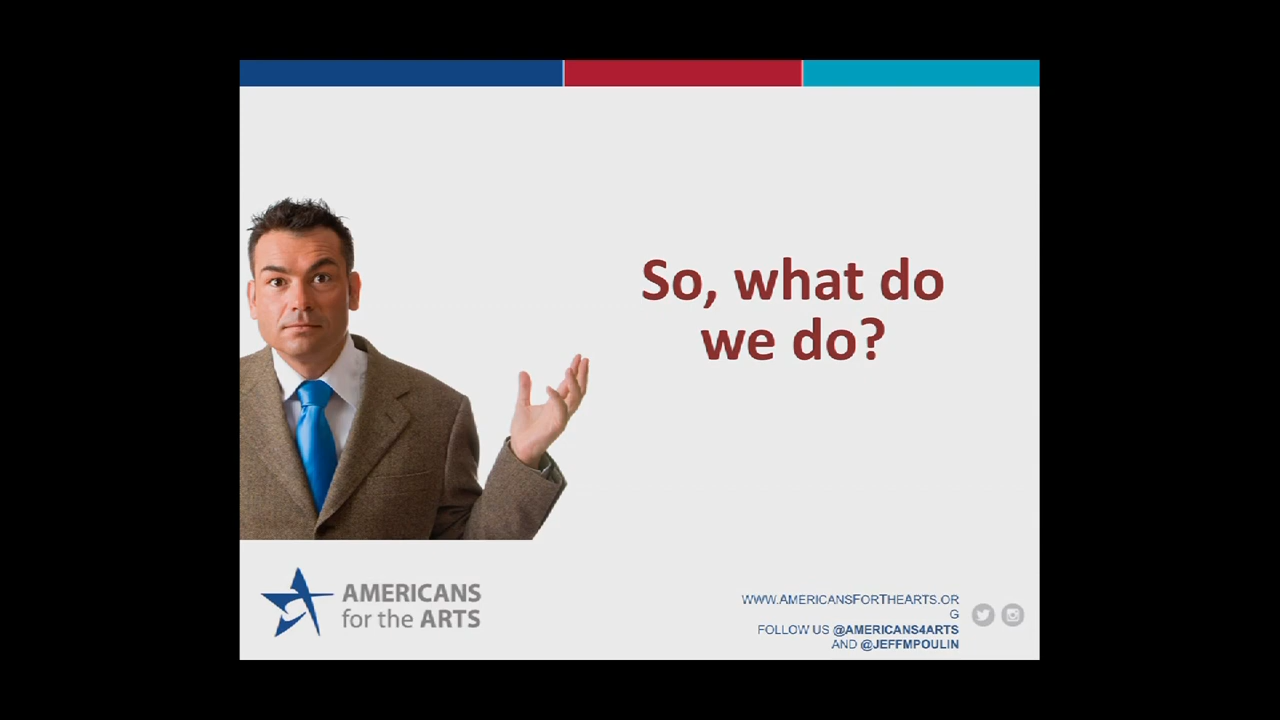 So, what do
we do?
AMERICANS
for the ARTS
WWW.AMERICANSFORTHEARTS.OR
G
FOLLOW US @AMERICANS4ARTS
AND @JEFFMPOULIN